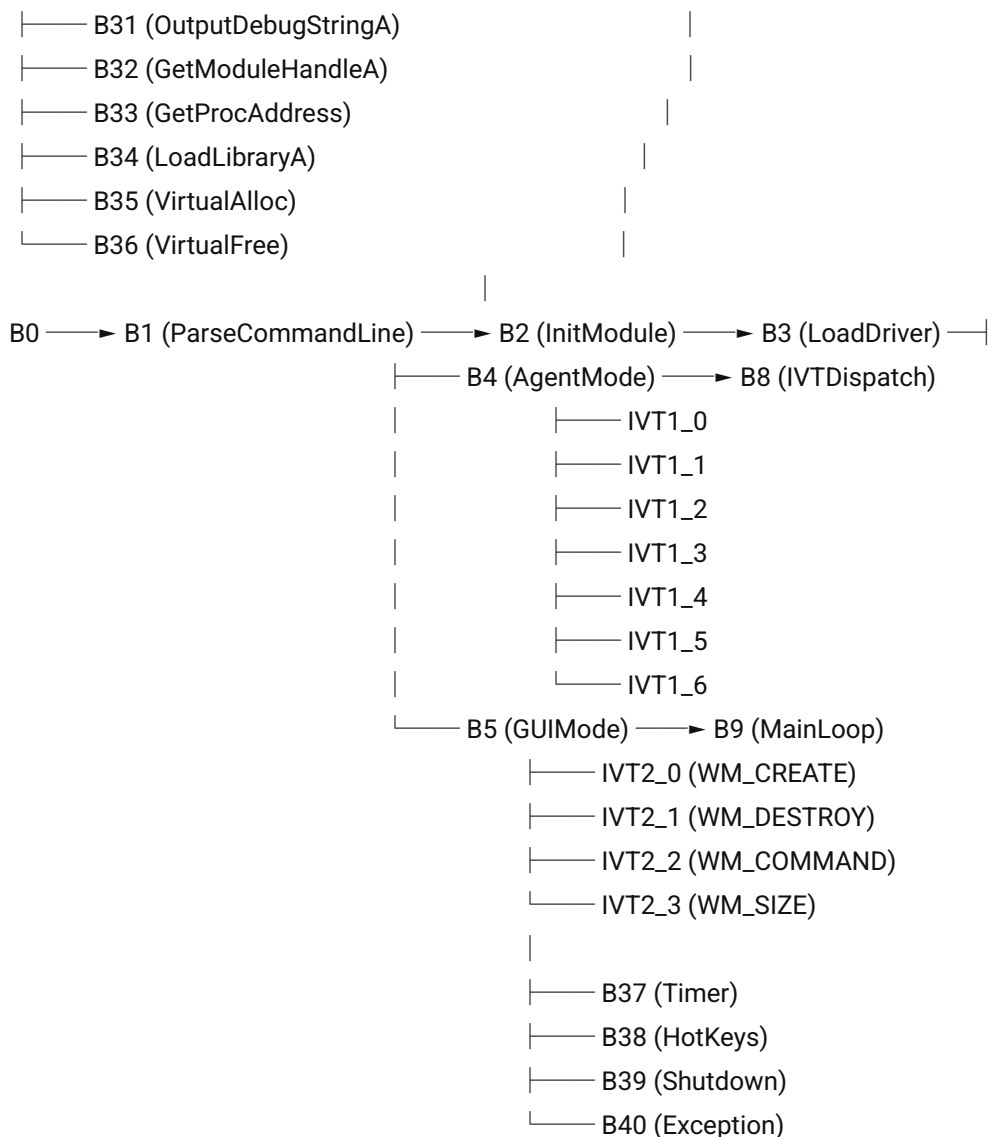 B31 (OutputDebugStringA)
B32 (GetModuleHandleA)
B33 (GetProcAddress)
B34 (LoadLibraryA)
B35 (VirtualAlloc)
B36 (VirtualFree)
B0 B1 (ParseCommandLine) B2 (InitModule) B3 (LoadDriver)
B4 (AgentMode) B8 (IVTDispatch)
IVT1_0
IVT1_1
IVT1_2
IVT1_3
IVT1_4
IVT1_5
IVT1_6
B5 (GUIMode) B9 (MainLoop)
IVT2_0 (WM_CREATE)
IVT2_1 (WM_DESTROY)
IVT2_2 (WM_COMMAND)
IVT2_3 (WM_SIZE)
B37 (Timer)
B38 (HotKeys)
B39 (Shutdown)
B40 (Exception)